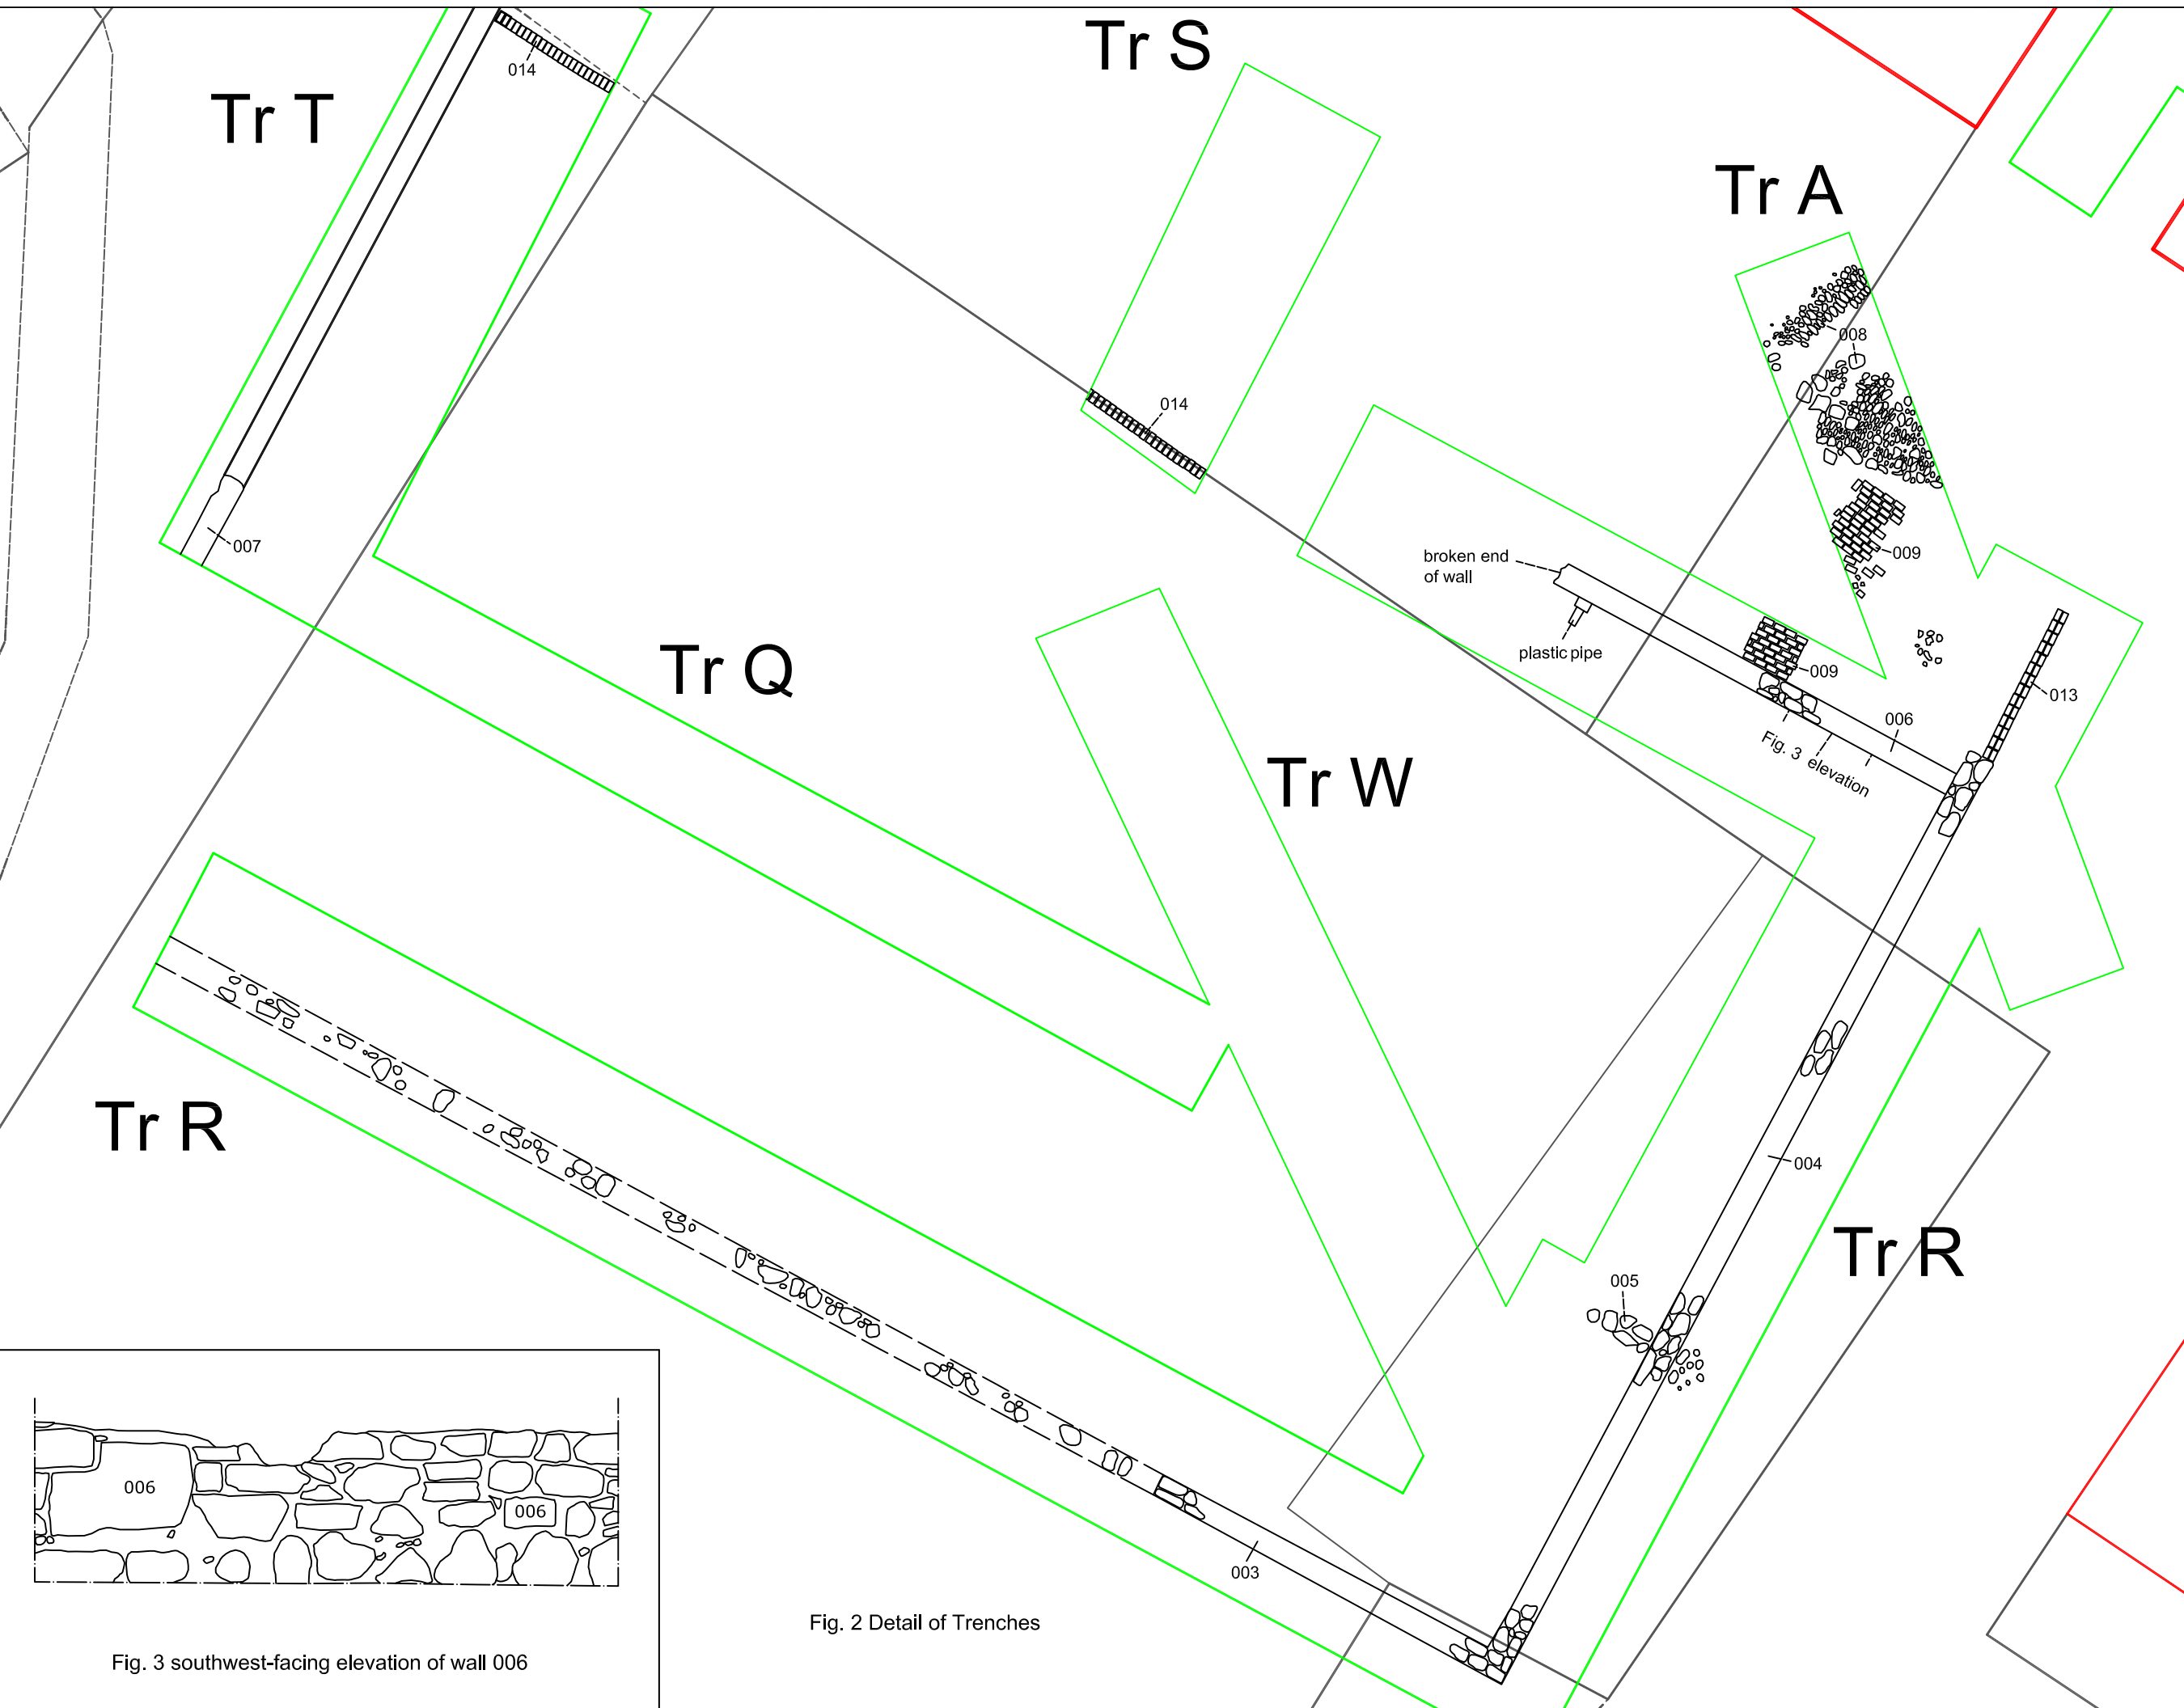 Tr S
014
Tr T
Tr A
008
014
007
broken end
of wall
009
plastic pipe
Tr Q
009
013
006
Fig. 3 elevation
Tr W
Tr R
004
Tr R
005
006
006
003
Fig. 2 Detail of Trenches
Fig. 3 southwest-facing elevation of wall 006